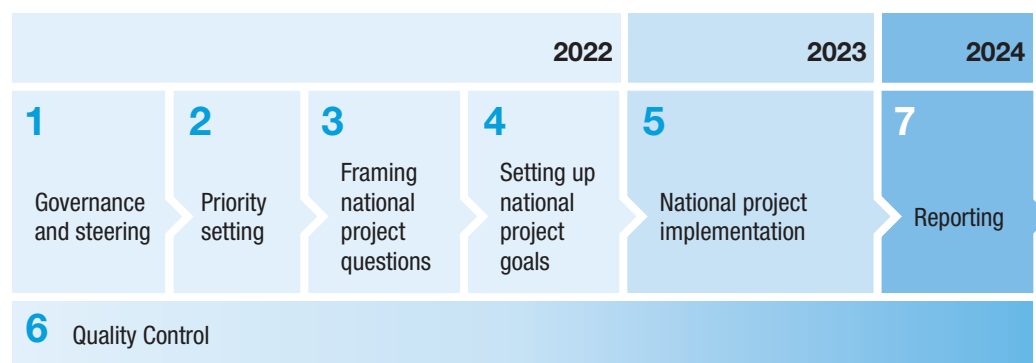 2022
2023
2024
1
Governance
and steering
2
Priority
setting
3
Framing
national
project
questions
4
Setting up
national
project
goals
5
National project
implementation
7
Reporting
6 Quality Control